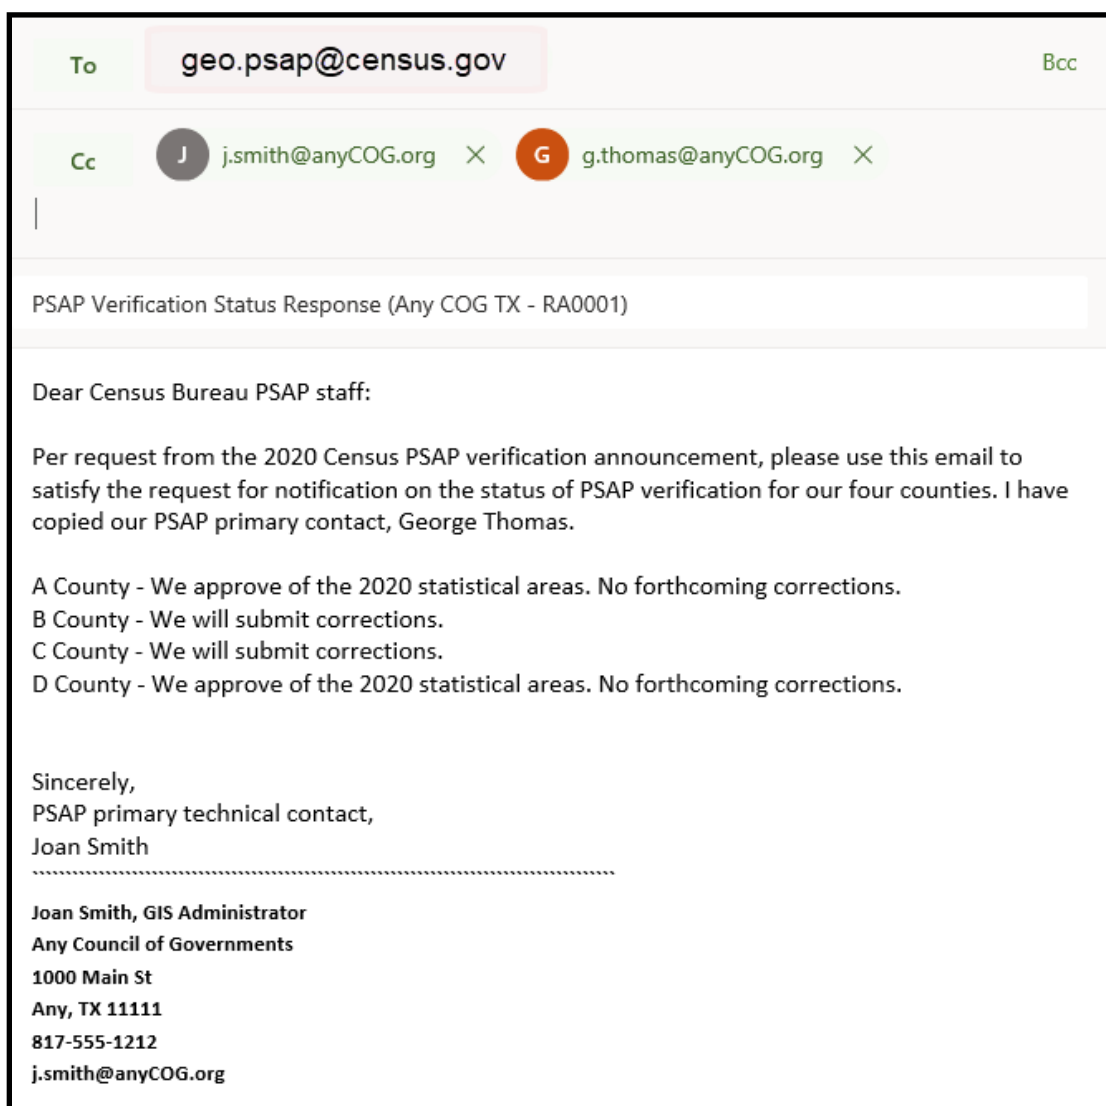 To geo.psap@census.gov Bcc
Cc J j.smith@anyCOG.org X G g.thomas@anyCOG.org X
PSAP Verification Status Response (Any COG TX - RA0001)
Dear Census Bureau PSAP staff:
Per request from the 2020 Census PSAP verification announcement, please use this email to
satisfy the request for notification on the status of PSAP verification for our four counties. I have
copied our PSAP primary contact, George Thomas.
A County - We approve of the 2020 statistical areas. No forthcoming corrections.
B County - We will submit corrections.
C County - We will submit corrections.
D County - We approve of the 2020 statistical areas. No forthcoming corrections.
Sincerely,
PSAP primary technical contact,
Joan Smith
Joan Smith, GIS Administrator
Any Council of Governments
1000 Main St
Any, TX 11111
817-555-1212
j.smith@anyCOG.org